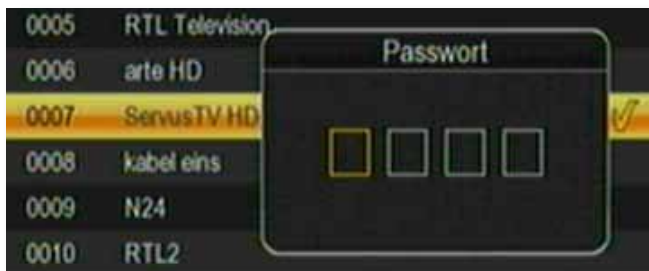 0005 RTL Television
0006 arte HD
0007 ServusTV HD
0008 kabel eins
0009 N24
0010 RTL2
Passwort